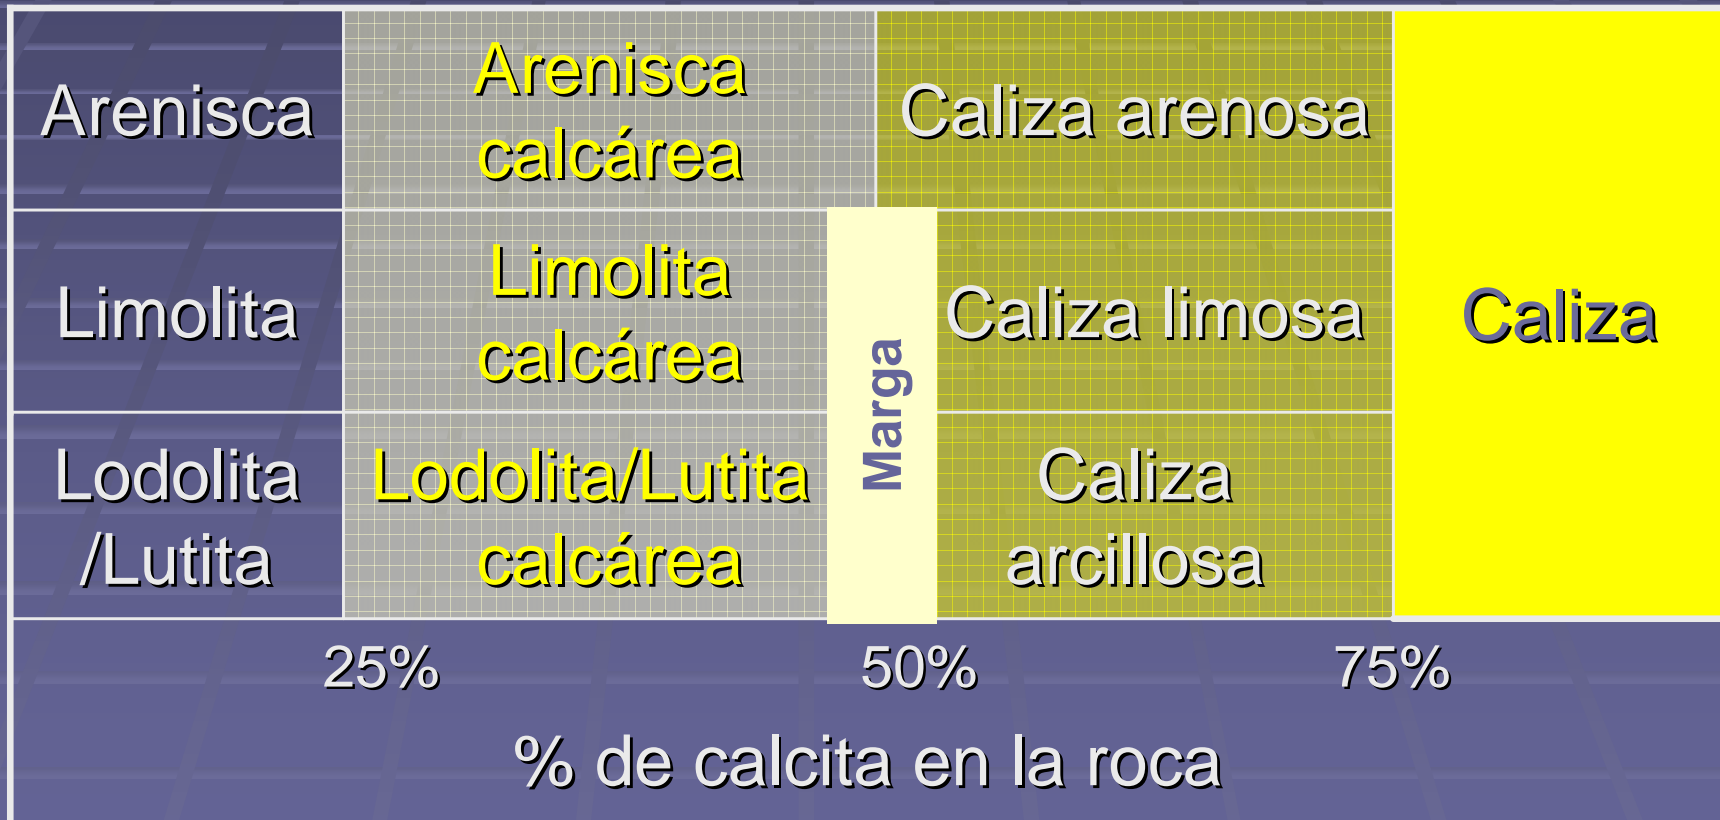 Arenisca
Arenisca
calcárea
Caliza arenosa
Limolita
Limolita
calcárea
Marga
Caliza limosa
Caliza
Lodolita
/Lutita
Lodolita/Lutita
calcárea
Caliza
arcillosa
25%
50%
75%
% de calcita en la roca